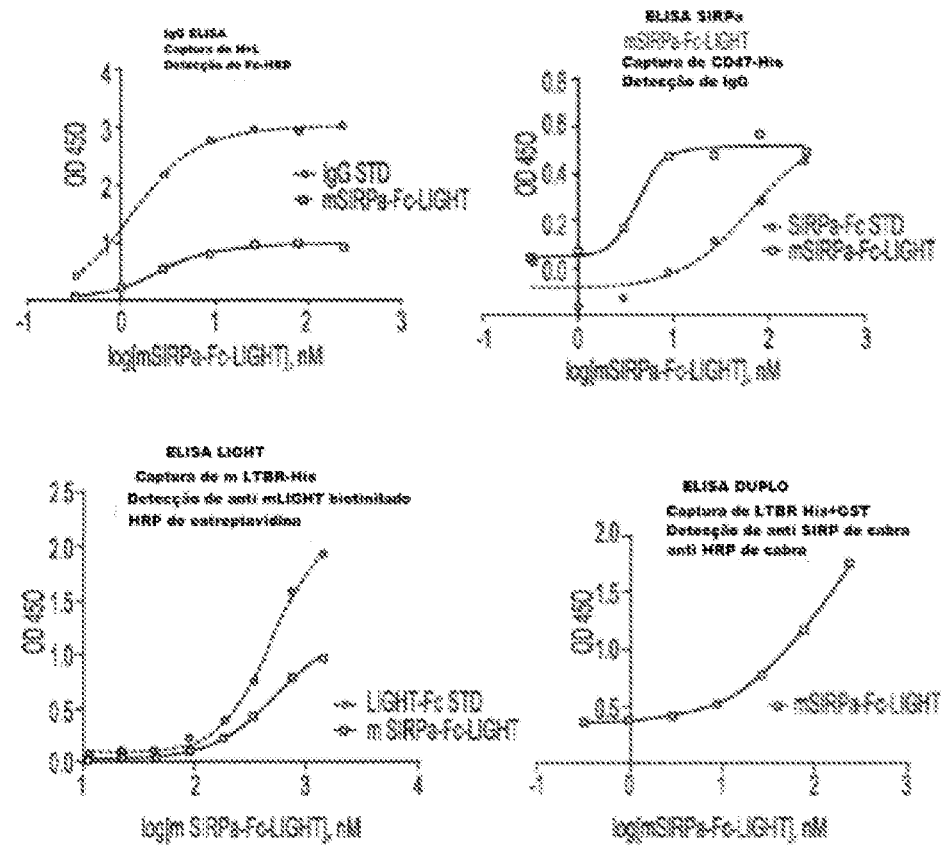 IgG ELISA
Captura de H+L
Detecção de Fc-HRP
4
3
2
1
OD 450
IgG STD
mSIRPa-Fc-LIGHT
-1 0 1 2 3
log[mSIRPa-Fc-LIGHT], nM
ELISA SIRPa
mSIRPa-Fc-LIGHT
Captura de CD47-His
Detecção de IgG
0.8
0.6
0.4
0.2
0.0
OD 450
SIRPa-Fc STD
mSIRPa-Fc-LIGHT
-1 0 1 2 3
log[mSIRPa-Fc-LIGHT], nM
ELISA LIGHT
Captura de m LTBR-His
Detecção de anti mLIGHT biotinilado
HRP de estreptavidina
2.5
2.0
1.5
1.0
0.5
0.0
OD 450
LIGHT-Fc STD
m SIRPa-Fc-LIGHT
1 2 3 4
log[m SIRPa-Fc-LIGHT], nM
ELISA DUPLO
Captura de LTBR His+GST
Detecção de anti SIRP de cabra
anti HRP de cabra
2.0
1.5
1.0
0.5
OD 450
mSIRPa-Fc-LIGHT
-1 0 1 2 3
log[mSIRPa-Fc-LIGHT], nM